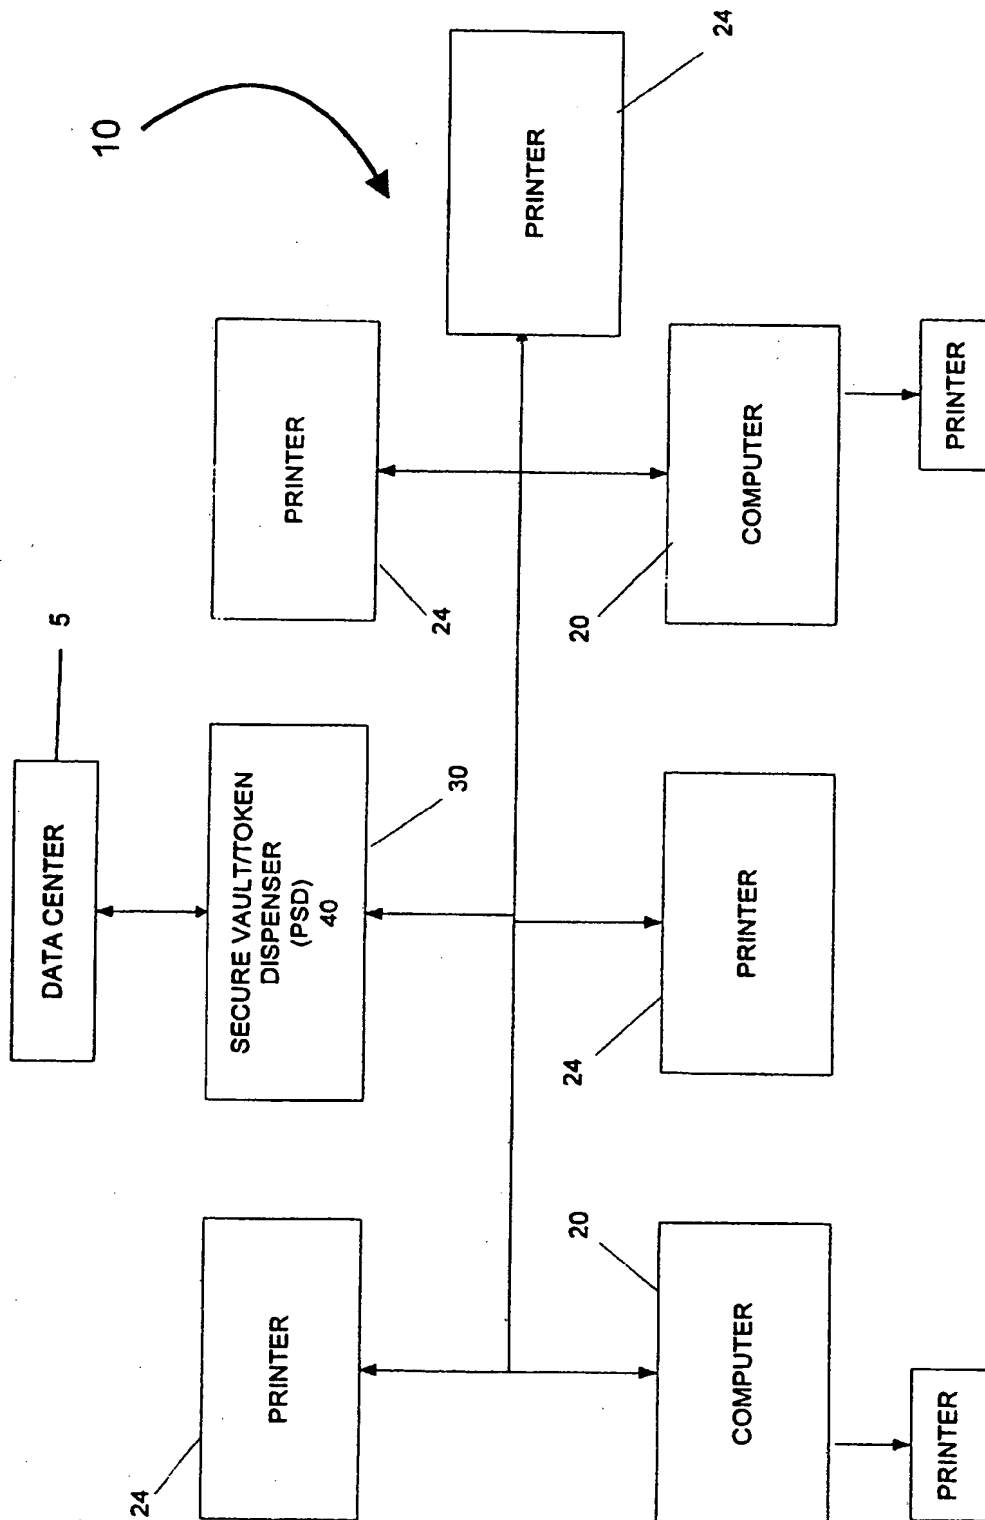 DATA CENTER
5
10
24
PRINTER
SECURE VAULT/TOKEN
DISPENSER
(PSD)
40
30
PRINTER
24
PRINTER
24
20
COMPUTER
24
PRINTER
20
COMPUTER
PRINTER
PRINTER